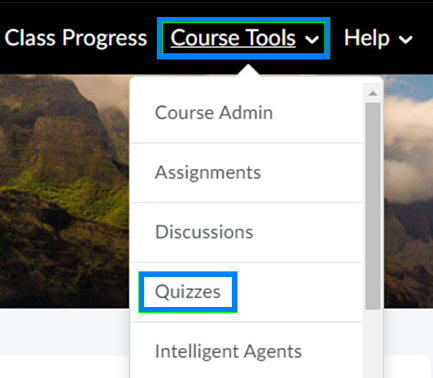 Class Progress Course Tools Help
Course Admin
Assignments
Discussions
Quizzes
Intelligent Agents